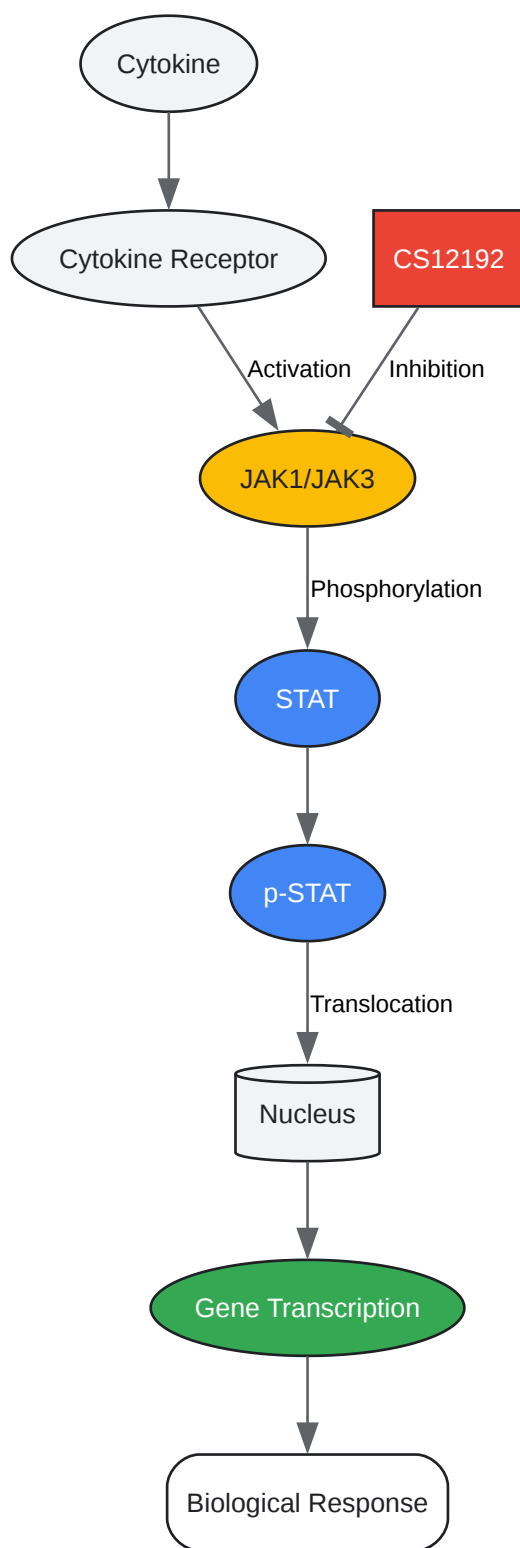 Cytokine
Cytokine Receptor
CS12192
Activation
Inhibition
JAK1/JAK3
Phosphorylation
STAT
p-STAT
Translocation
Nucleus
Gene Transcription
Biological Response